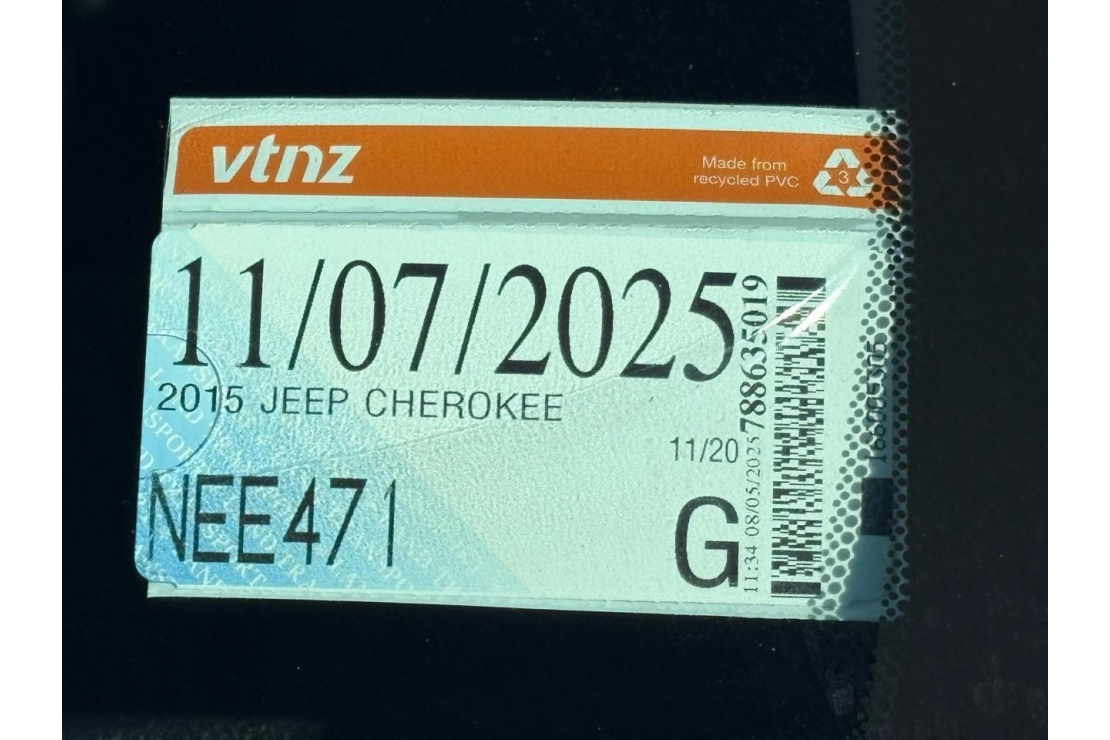 vtnz
Made from
recycled PVC
3
11/07/2025
2015 JEEP CHEROKEE
11/20
NEE471
G
11:34 08/05/2025 788635019